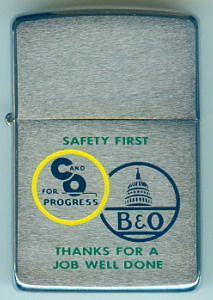 SAFETY FIRST
C AND
FOR O
PROGRESS
B&O
THANKS FOR A
JOB WELL DONE